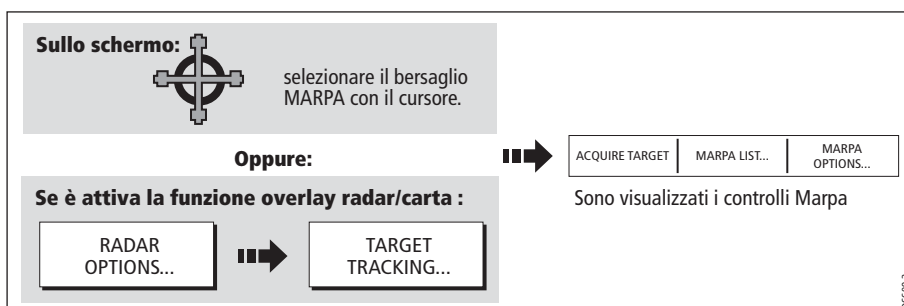 Sullo schermo:
selezionare il bersaglio
MARPA con il cursore.
Oppure:
Se è attiva la funzione overlay radar/carta :
RADAR
OPTIONS...
TARGET
TRACKING...
ACQUIRE TARGET
MARPA LIST...
MARPA
OPTIONS...
Sono visualizzati i controlli Marpa